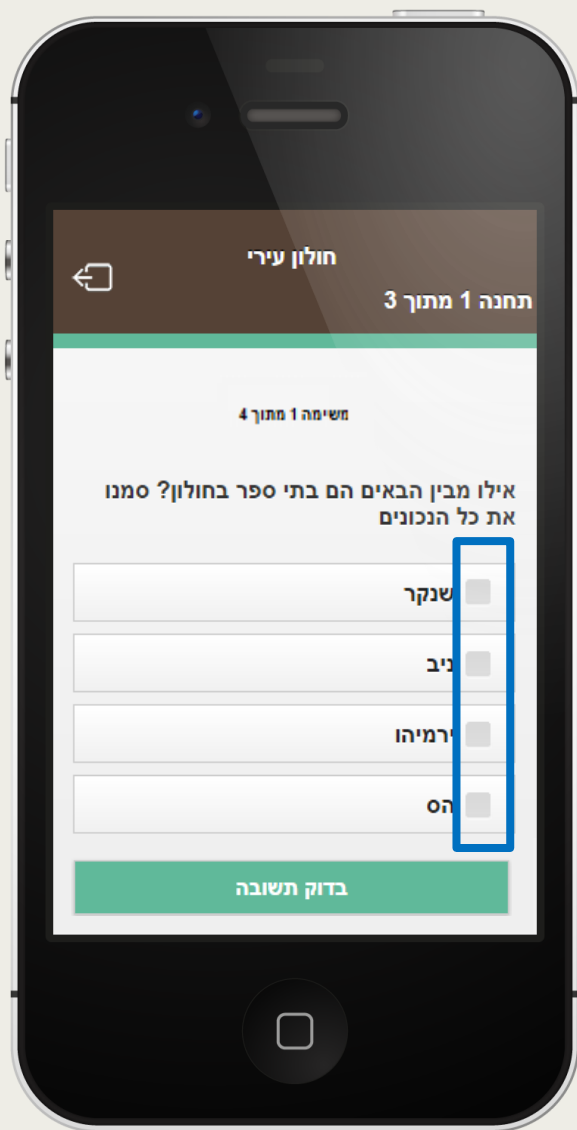 חולון עירי
תחנה 1 מתוך 3
משימה 1 מתוך 4
אילו מבין הבאים הם בתי ספר בחולון? סמנו
את כל הנכונים
שנקר
ניב
ירמיהו
הס
בדוק תשובה